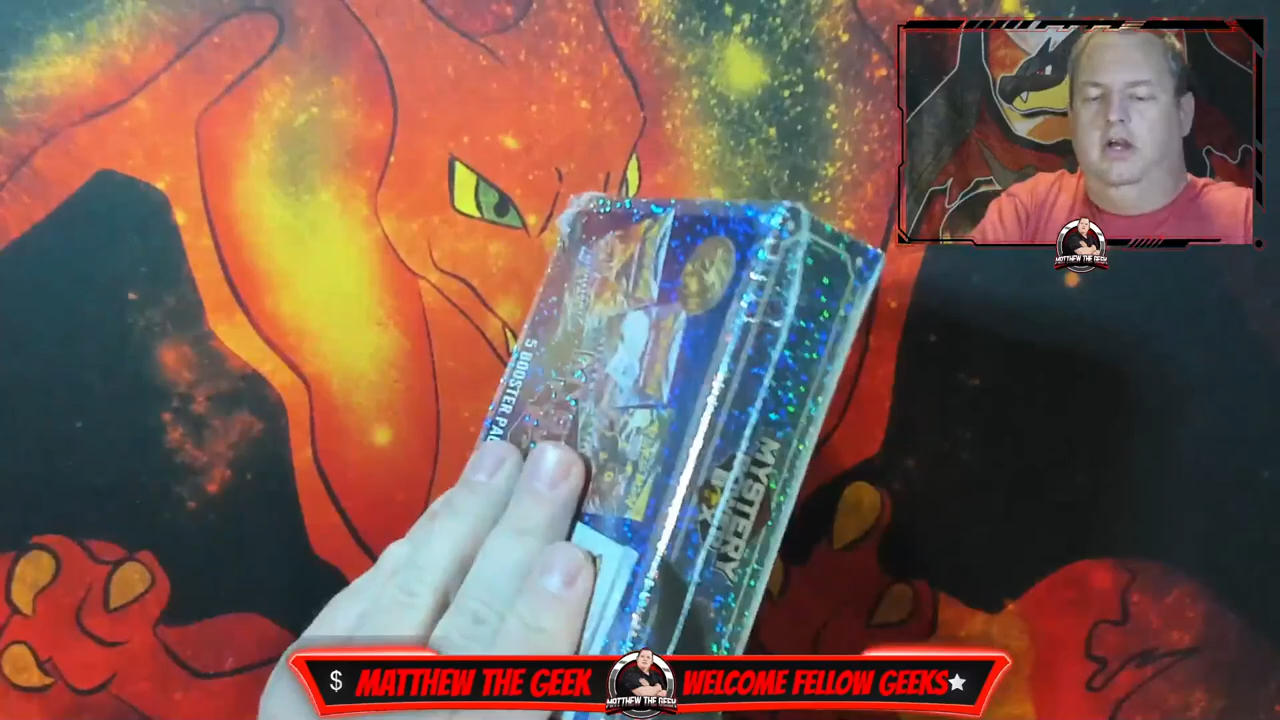 MATTHEW THE GEEK
5 BOOSTER PAC
MYSTERY
BOX
$ MATTHEW THE GEEK
MATTHEW THE GEEK
WELCOME FELLOW GEEKS